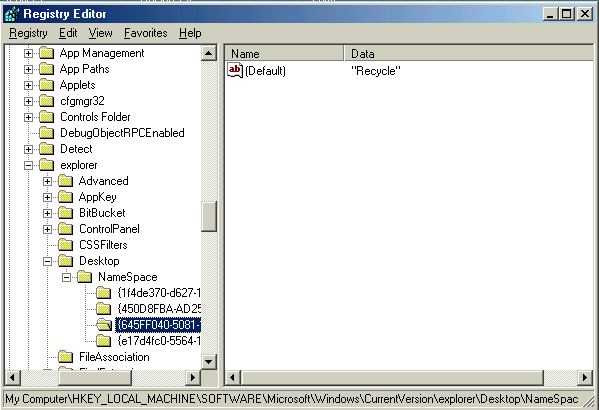 Registry Editor
Registry Edit View Favorites Help
App Management
App Paths
Applets
cfgmgr32
Controls Folder
DebugObjectRPCEnabled
Detect
explorer
Advanced
AppKey
BitBucket
ControlPanel
CSSFilters
Desktop
NameSpace
{1f4de370-d627-1
{450D8FBA-AD25
{645FF040-5081-
{e17d4fc0-5564-1
FileAssociation
Name Data
ab (Default) "Recycle"
My Computer\HKEY_LOCAL_MACHINE\SOFTWARE\Microsoft\Windows\CurrentVersion\explorer\Desktop\NameSpac